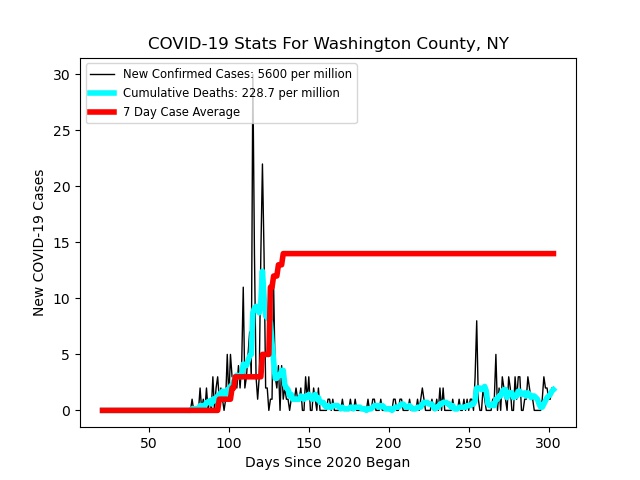 COVID-19 Stats For Washington County, NY
New Confirmed Cases: 5600 per million
Cumulative Deaths: 228.7 per million
7 Day Case Average
New COVID-19 Cases
30
25
20
15
10
5
0
50 100 150 200 250 300
Days Since 2020 Began